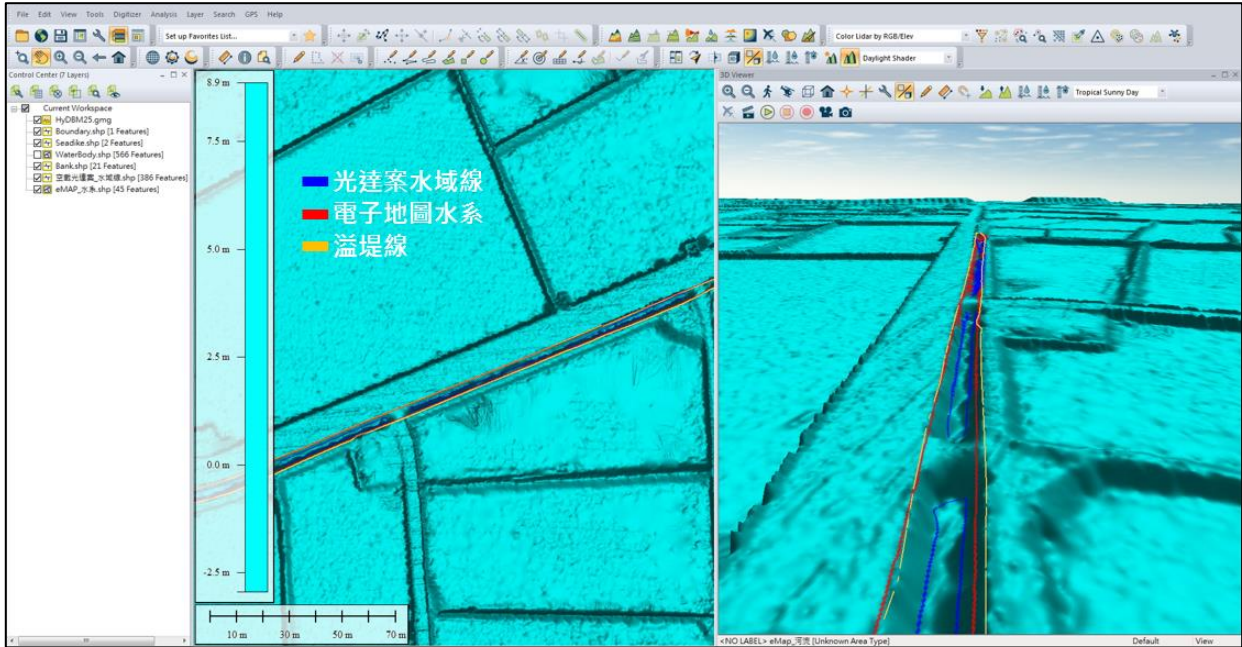 File Edit View Tools Digitizer Analysis Layer Search GPS Help
Set up Favorites List...
Color Lidar by RGB/Elev
Daylight Shader
Control Center (7 Layers)
Current Workspace
HyDBM25.gmg
Boundary.shp [1 Features]
Seadike.shp [2 Features]
WaterBody.shp [566 Features]
Bank.shp [21 Features]
空載光達案_水域線.shp [386 Features]
eMAP_水系.shp [45 Features]
8.9 m
7.5 m
5.0 m
2.5 m
0.0 m
-2.5 m
10 m 30 m 50 m 70 m
光達案水域線
電子地圖水系
溢堤線
3D Viewer
Tropical Sunny Day
<NO LABEL> eMap_河流 [Unknown Area Type]
Default
View